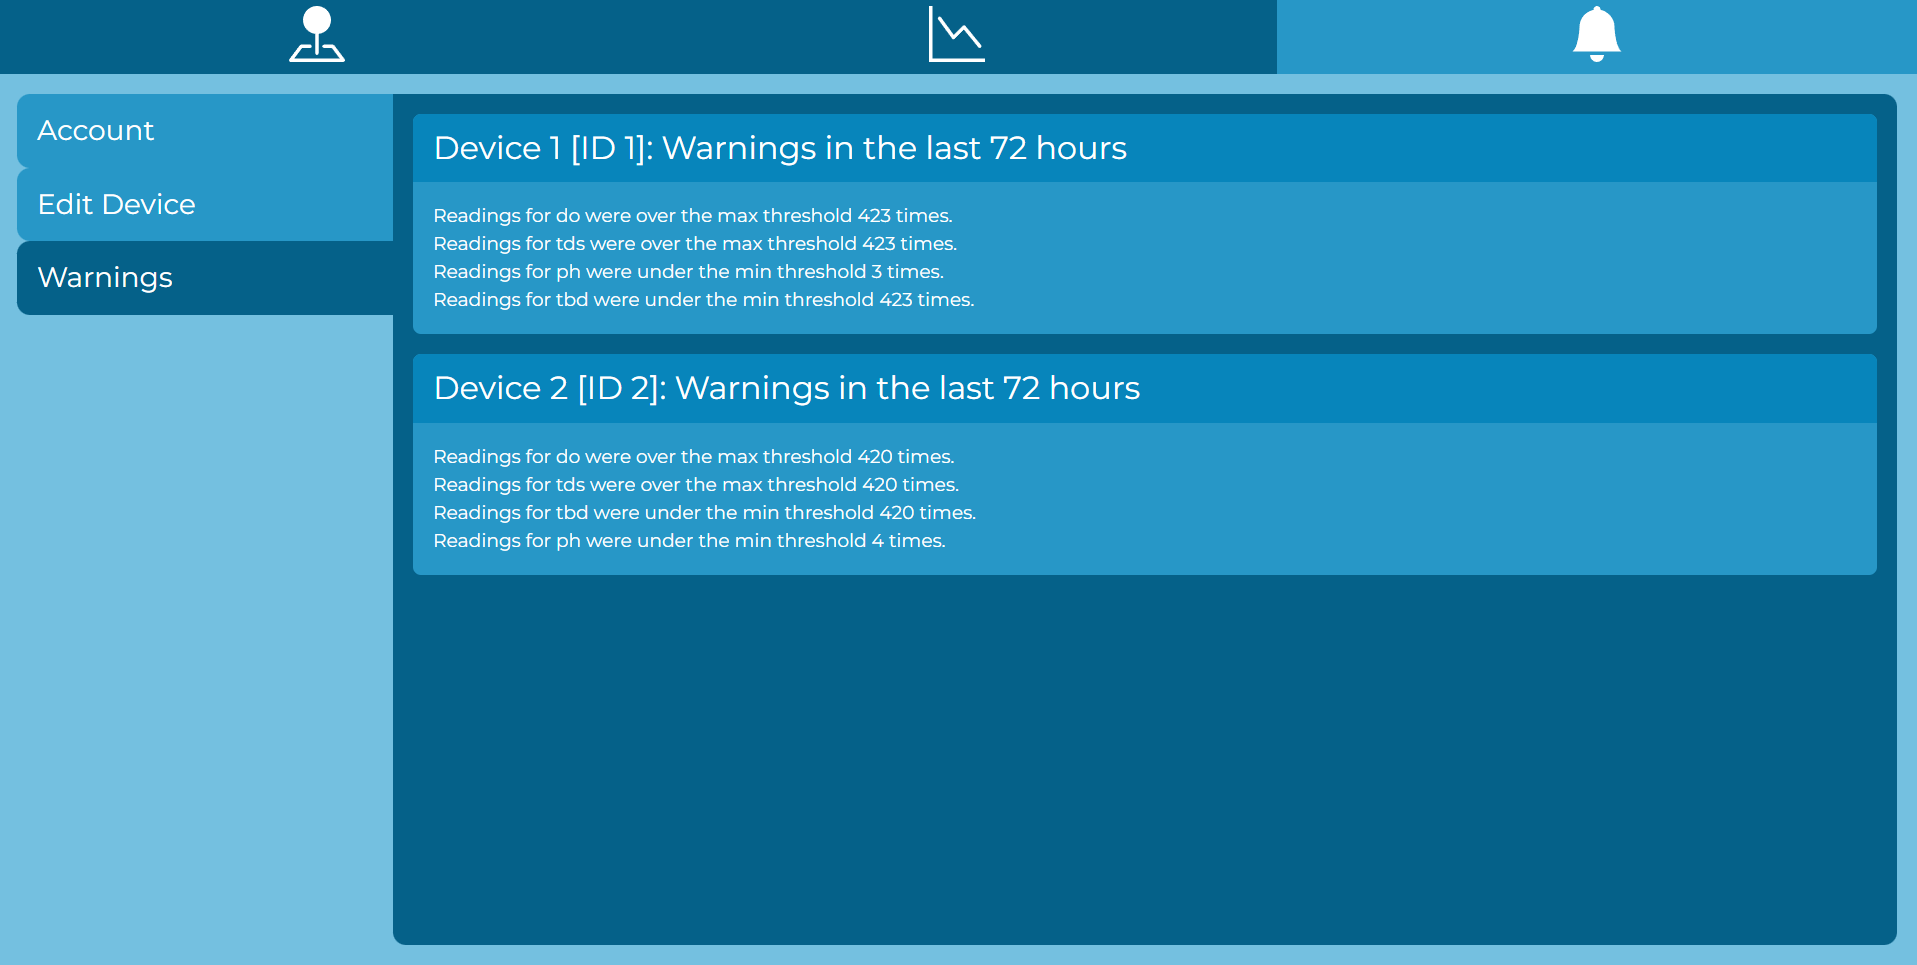 Account
Edit Device
Warnings
Device 1 [ID 1]: Warnings in the last 72 hours
Readings for do were over the max threshold 423 times.
Readings for tds were over the max threshold 423 times.
Readings for ph were under the min threshold 3 times.
Readings for tbd were under the min threshold 423 times.
Device 2 [ID 2]: Warnings in the last 72 hours
Readings for do were over the max threshold 420 times.
Readings for tds were over the max threshold 420 times.
Readings for tbd were under the min threshold 420 times.
Readings for ph were under the min threshold 4 times.